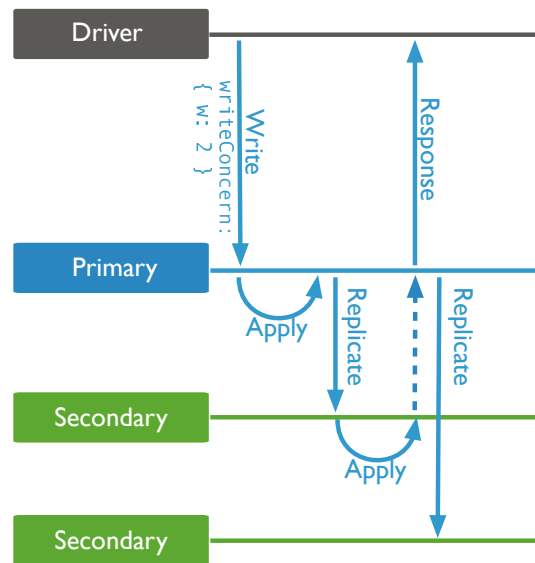 Driver
Write
writeConcern:
{ w: 2 }
Response
Primary
Apply
Replicate
Replicate
Secondary
Apply
Secondary